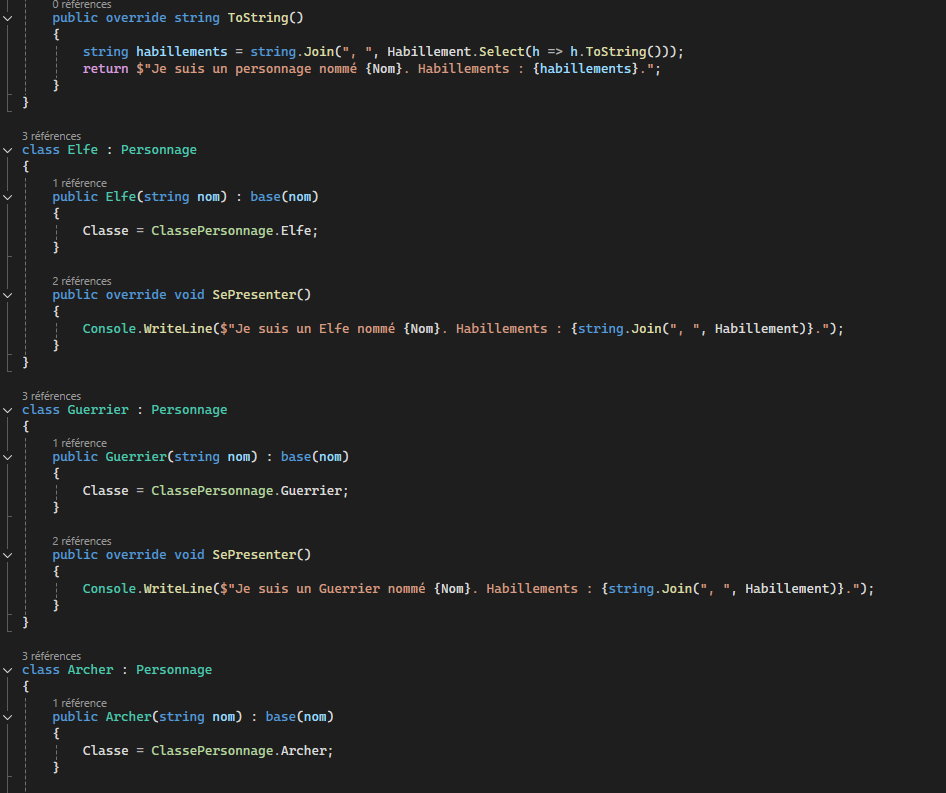 0 références
public override string ToString()
{
string habillements = string.Join(", ", Habillement.Select(h => h.ToString()));
return $"Je suis un personnage nommé {Nom}. Habillements : {habillements}.";
}
}
3 références
class Elfe : Personnage
{
1 référence
public Elfe(string nom) : base(nom)
{
Classe = ClassePersonnage.Elfe;
}
2 références
public override void SePresenter()
{
Console.WriteLine($"Je suis un Elfe nommé {Nom}. Habillements : {string.Join(", ", Habillement)}.");
}
}
3 références
class Guerrier : Personnage
{
1 référence
public Guerrier(string nom) : base(nom)
{
Classe = ClassePersonnage.Guerrier;
}
2 références
public override void SePresenter()
{
Console.WriteLine($"Je suis un Guerrier nommé {Nom}. Habillements : {string.Join(", ", Habillement)}.");
}
}
3 références
class Archer : Personnage
{
1 référence
public Archer(string nom) : base(nom)
{
Classe = ClassePersonnage.Archer;
}